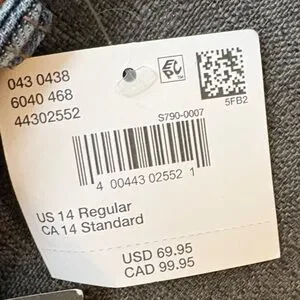 043 0438
6040 468
44302552
EPC
5FB2
S790-0007
4 00443 02552 1
US 14 Regular
CA 14 Standard
USD 69.95
CAD 99.95